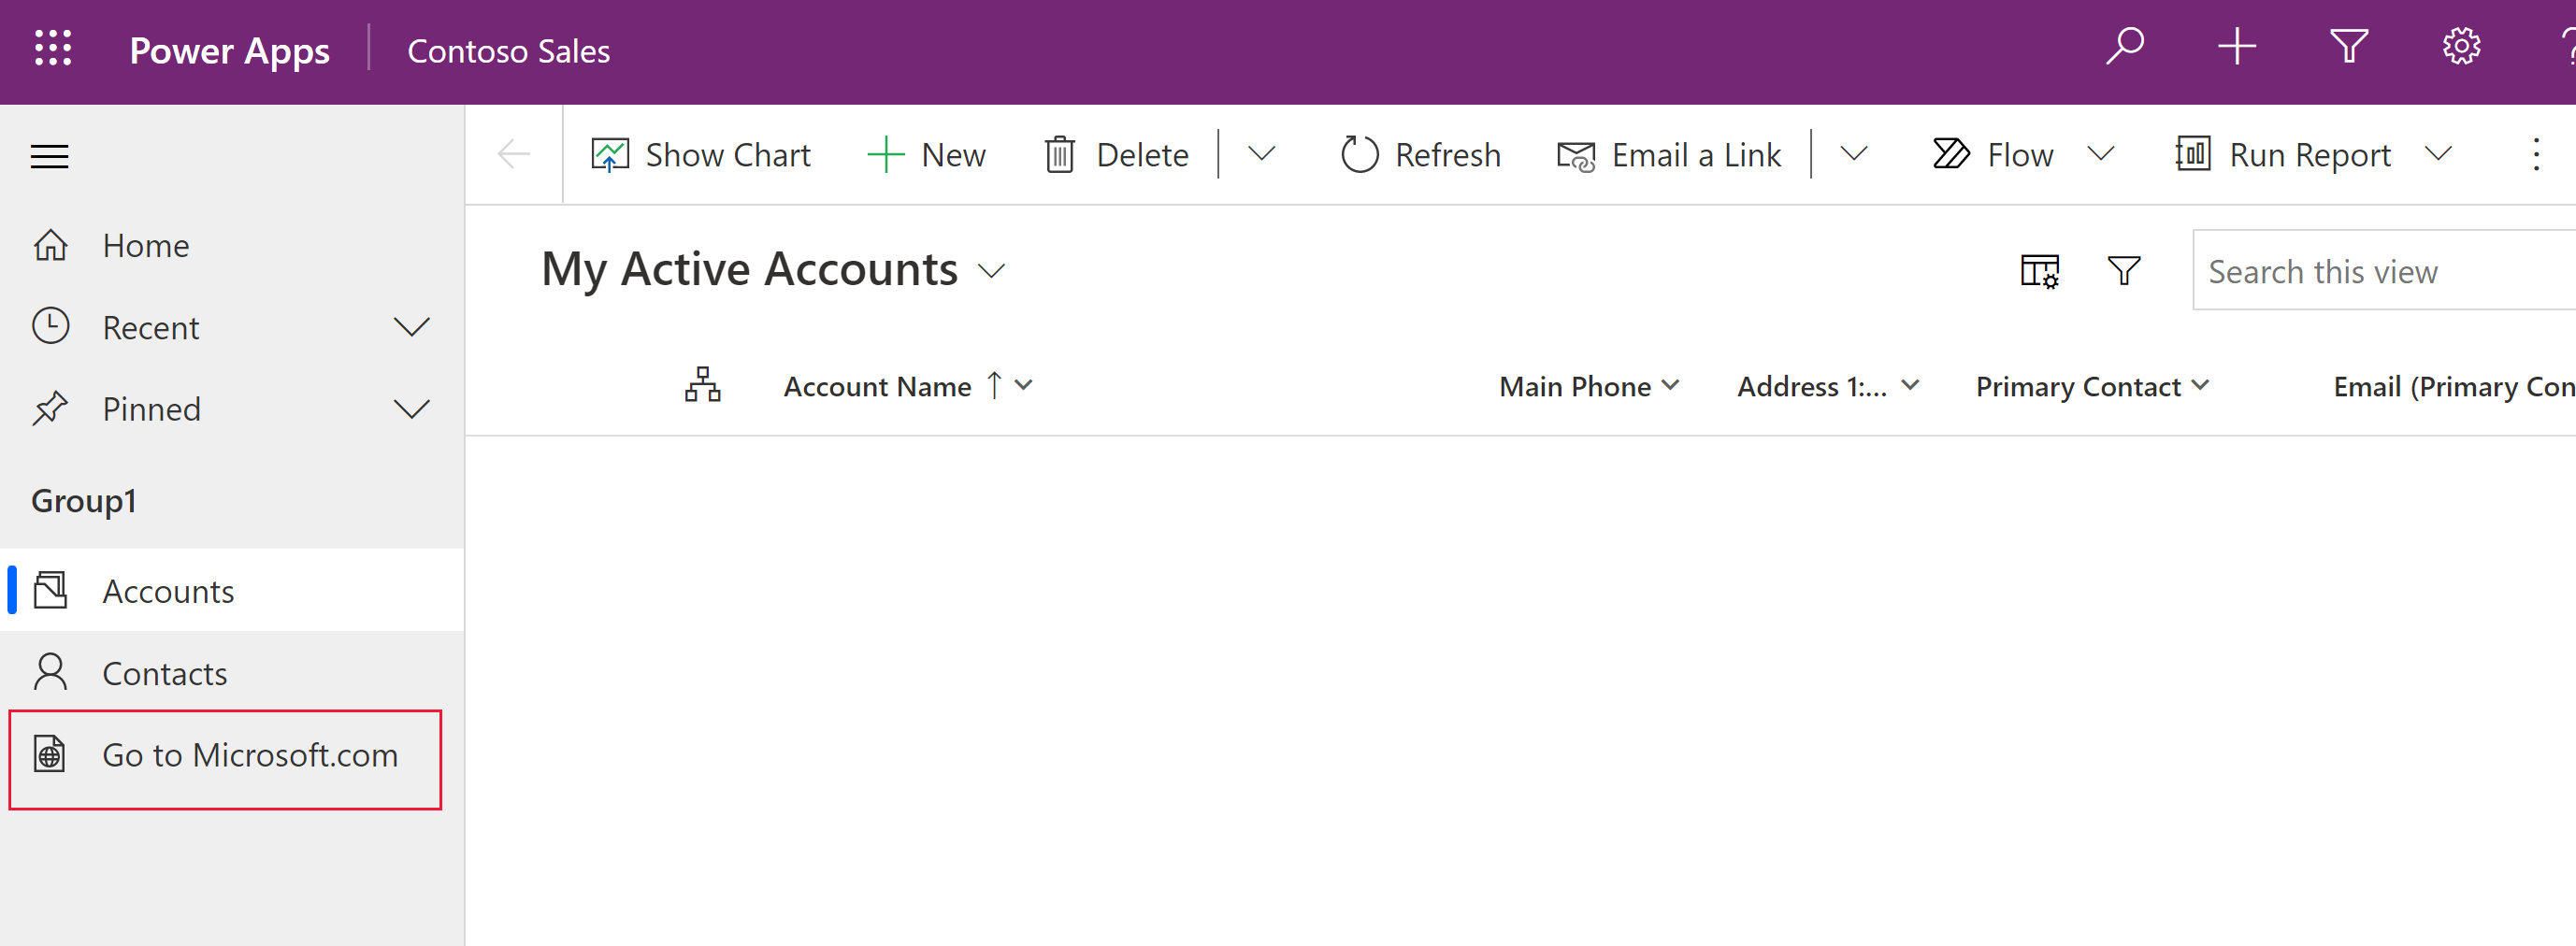 Power Apps Contoso Sales
Show Chart New Delete Refresh Email a Link Flow Run Report
Home
Recent
Pinned
Group1
Accounts
Contacts
Go to Microsoft.com
My Active Accounts
Search this view
Account Name Main Phone Address 1:... Primary Contact Email (Primary Con